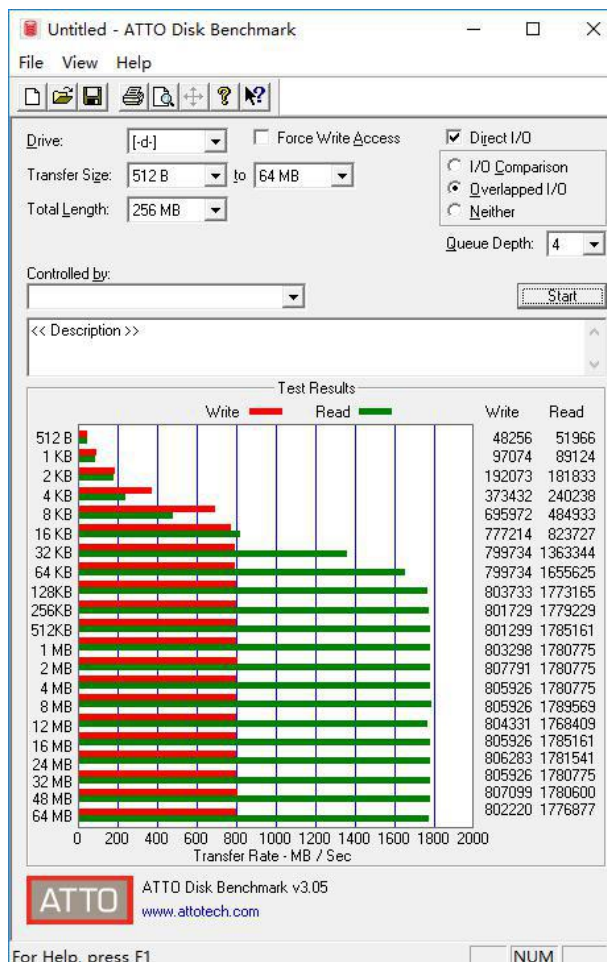 Untitled - ATTO Disk Benchmark
File View Help
Drive: [-d-] Force Write Access Direct I/O
Transfer Size: 512 B to 64 MB I/O Comparison
Overlapped I/O
Total Length: 256 MB Neither
Queue Depth: 4
Controlled by:
Start
<< Description >>
Test Results
Write Read Write Read
512 B 48256 51966
1 KB 97074 89124
2 KB 192073 181833
4 KB 373432 240238
8 KB 695972 484933
16 KB 777214 823727
32 KB 799734 1363344
64 KB 799734 1655625
128KB 803733 1773165
256KB 801729 1779229
512KB 801299 1785161
1 MB 803298 1780775
2 MB 807791 1780775
4 MB 805926 1780775
8 MB 805926 1789569
12 MB 804331 1768409
16 MB 805926 1785161
24 MB 806283 1781541
32 MB 805926 1780775
48 MB 807099 1780600
64 MB 802220 1776877
0 200 400 600 800 1000 1200 1400 1600 1800 2000
Transfer Rate - MB / Sec
ATTO
ATTO Disk Benchmark v3.05
www.attotech.com
For Help, press F1 NUM